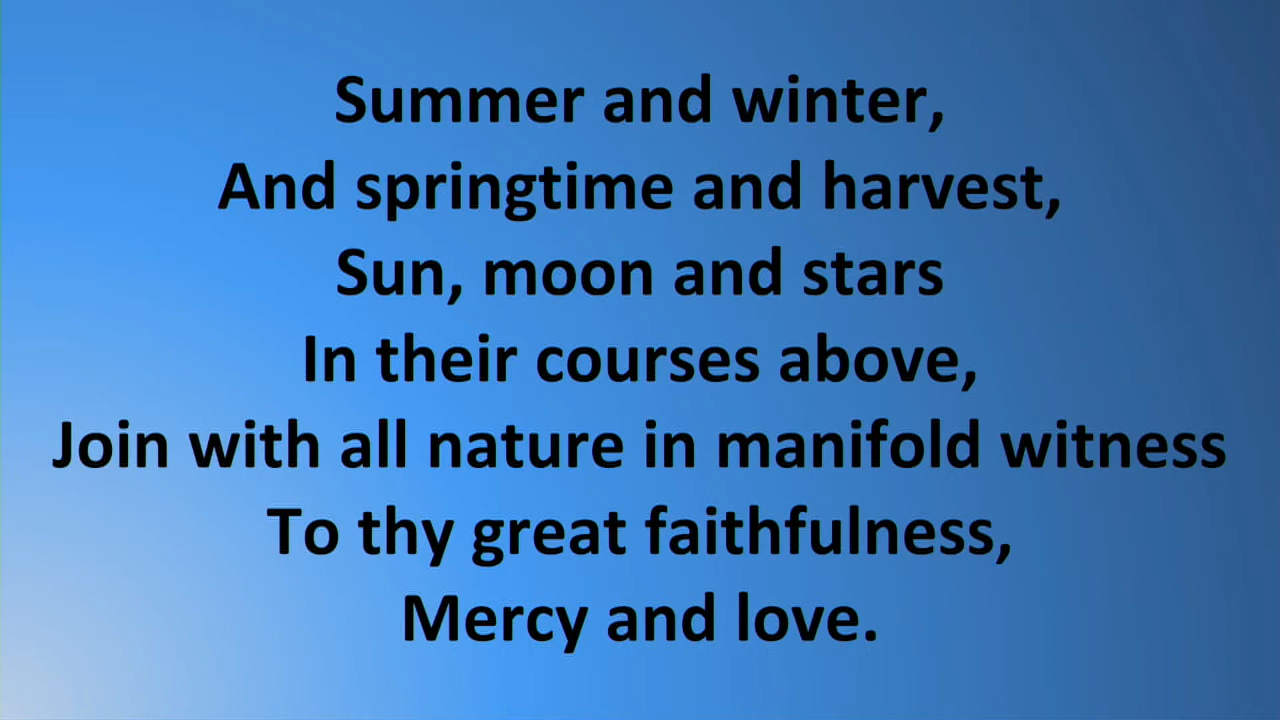 Summer and winter,
And springtime and harvest,
Sun, moon and stars
In their courses above,
Join with all nature in manifold witness
To thy great faithfulness,
Mercy and love.